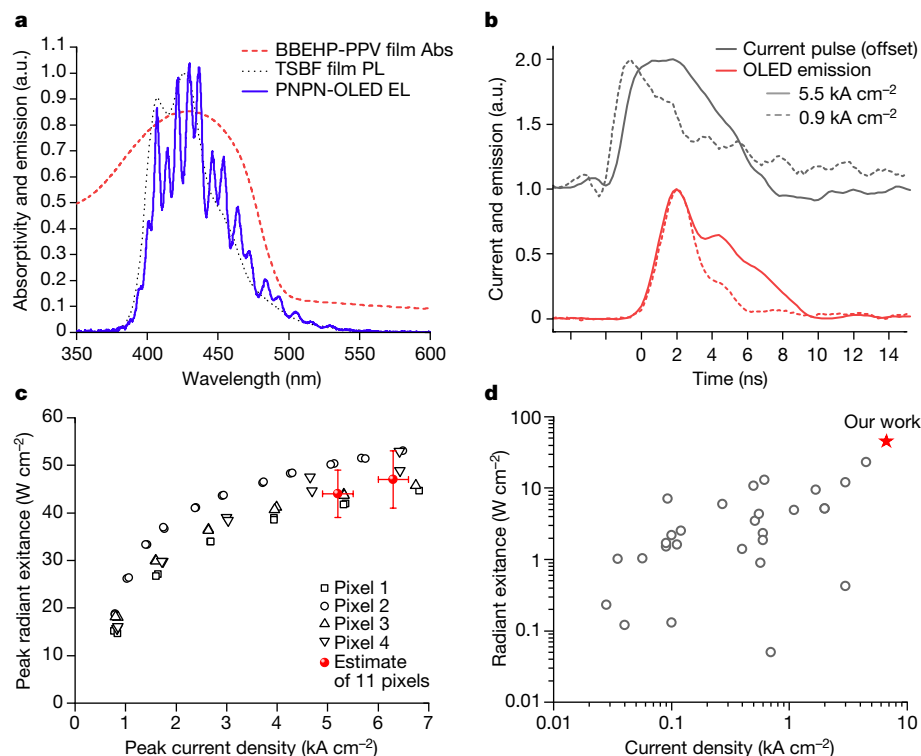 a
1.1
1.0
0.9
0.8
0.7
0.6
0.5
0.4
0.3
0.2
0.1
0
350
400
450
500
550
600
Wavelength (nm)
Absorptivity and emission (a.u.)
BBEHP-PPV film Abs
TSBF film PL
PNPN-OLED EL
b
2.0
1.5
1.0
0.5
0
0
2
4
6
8
10
12
14
Time (ns)
Current and emission (a.u.)
Current pulse (offset)
OLED emission
5.5 kA cm−2
0.9 kA cm−2
c
60
50
40
30
20
10
0
0
1
2
3
4
5
6
7
Peak current density (kA cm−2)
Peak radiant exitance (W cm−2)
Pixel 1
Pixel 2
Pixel 3
Pixel 4
Estimate
of 11 pixels
d
100
10
1
0.1
0.01
0.01
0.1
1
10
Current density (kA cm−2)
Radiant exitance (W cm−2)
Our work